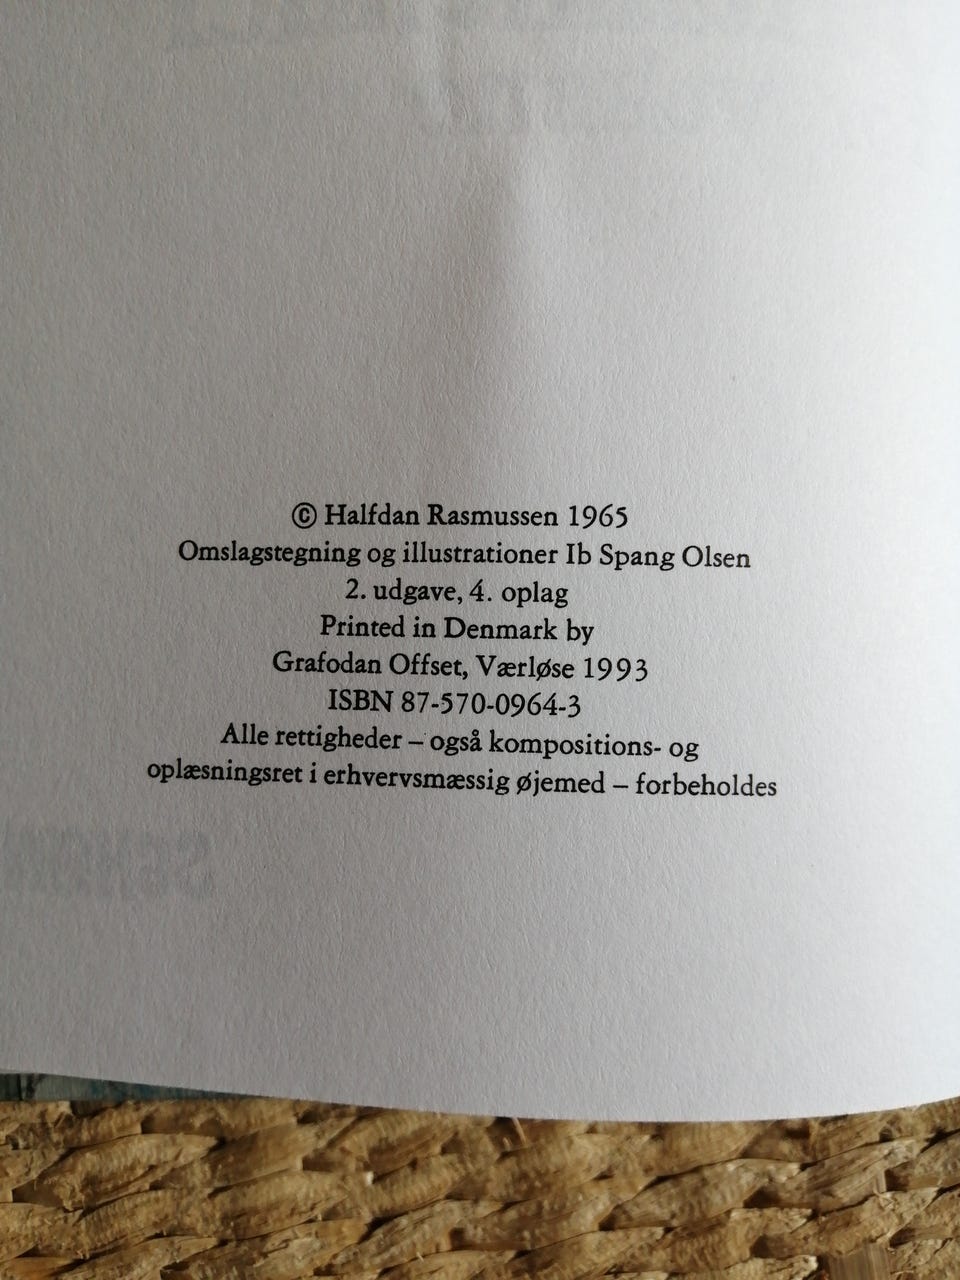 © Halfdan Rasmussen 1965
Omslagstegning og illustrationer Ib Spang Olsen
2. udgave, 4. oplag
Printed in Denmark by
Grafodan Offset, Værløse 1993
ISBN 87-570-0964-3
Alle rettigheder – også kompositions- og
oplæsningsret i erhvervsmæssig øjemed – forbeholdes